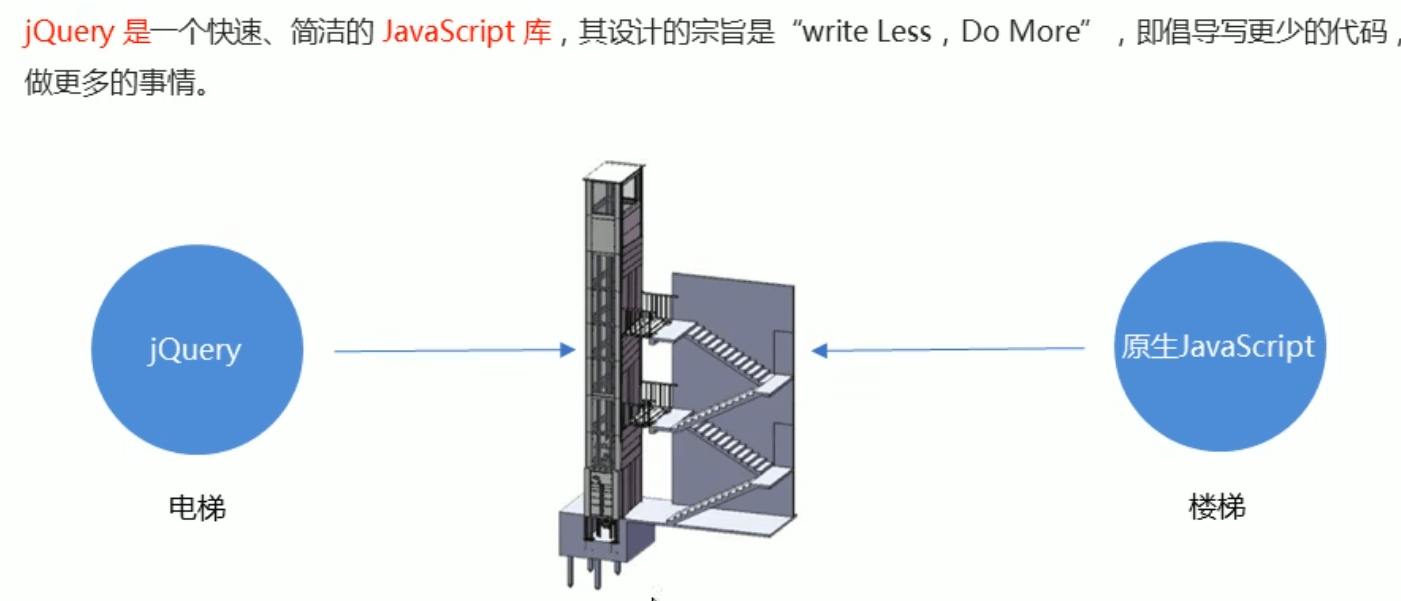 jQuery 是一个快速、简洁的 JavaScript 库，其设计的宗旨是“write Less，Do More”，即倡导写更少的代码，
做更多的事情。
jQuery
原生JavaScript
电梯
楼梯